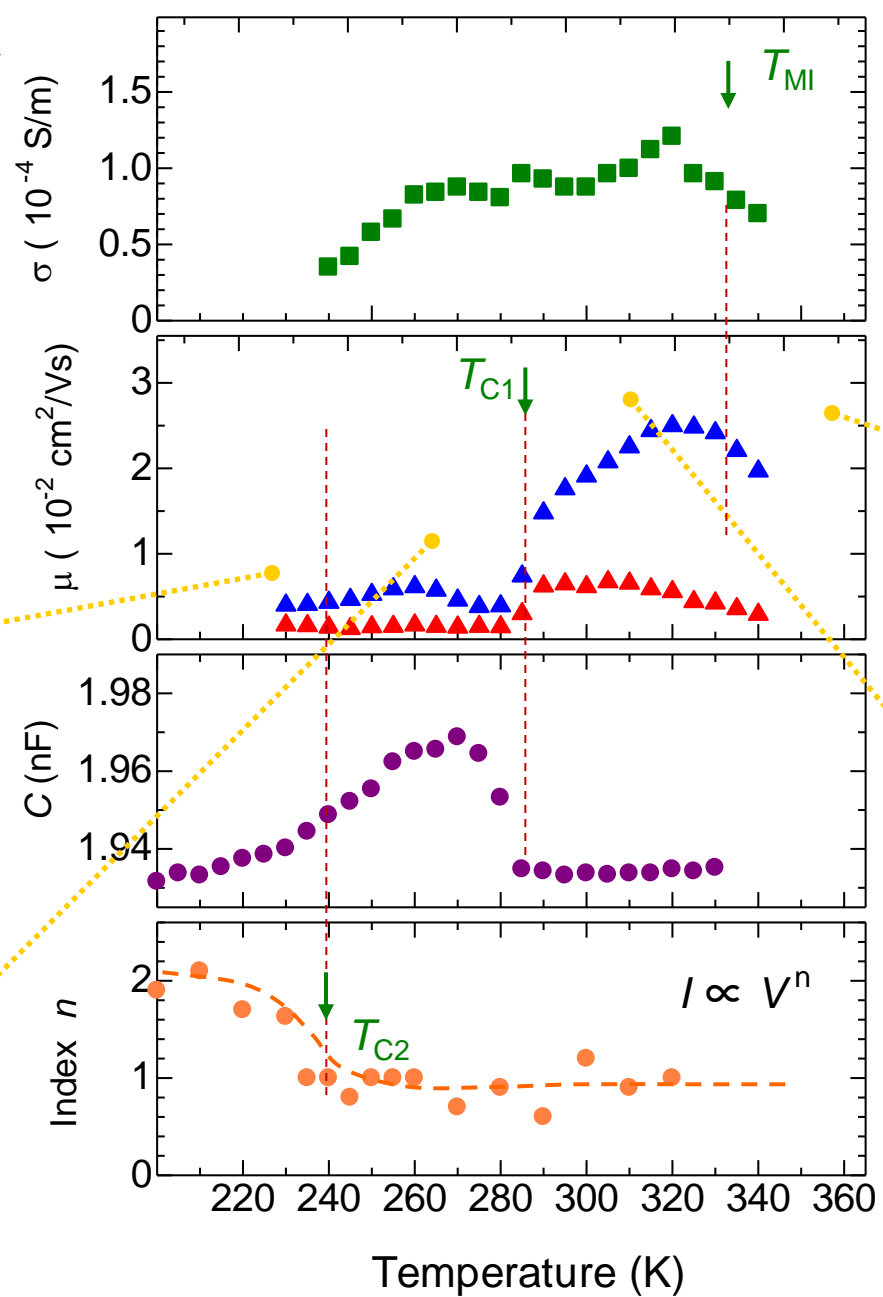 σ ( 10⁻⁴ S/m)
1.5
1.0
0.5
0
T_MI
μ ( 10⁻² cm²/Vs)
3
2
1
0
T_C1
C (nF)
1.98
1.96
1.94
Index n
2
1
0
I ∝ Vⁿ
T_C2
220 240 260 280 300 320 340
Temperature (K)